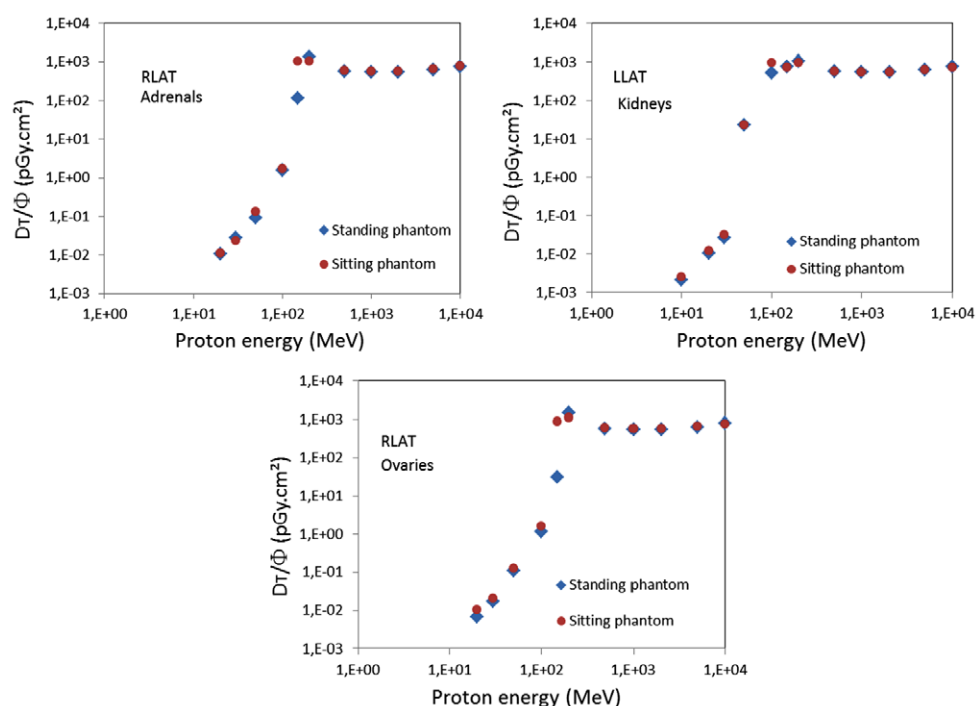 1,E+04
1,E+03
1,E+02
1,E+01
1,E+00
1,E-01
1,E-02
1,E-03
DT/Φ (pGy.cm²)
RLAT
Adrenals
Standing phantom
Sitting phantom
1,E+00 1,E+01 1,E+02 1,E+03 1,E+04
Proton energy (MeV)
1,E+04
1,E+03
1,E+02
1,E+01
1,E+00
1,E-01
1,E-02
1,E-03
DT/Φ (pGy.cm²)
LLAT
Kidneys
Standing phantom
Sitting phantom
1,E+00 1,E+01 1,E+02 1,E+03 1,E+04
Proton energy (MeV)
1,E+04
1,E+03
1,E+02
1,E+01
1,E+00
1,E-01
1,E-02
1,E-03
DT/Φ (pGy.cm²)
RLAT
Ovaries
Standing phantom
Sitting phantom
1,E+00 1,E+01 1,E+02 1,E+03 1,E+04
Proton energy (MeV)